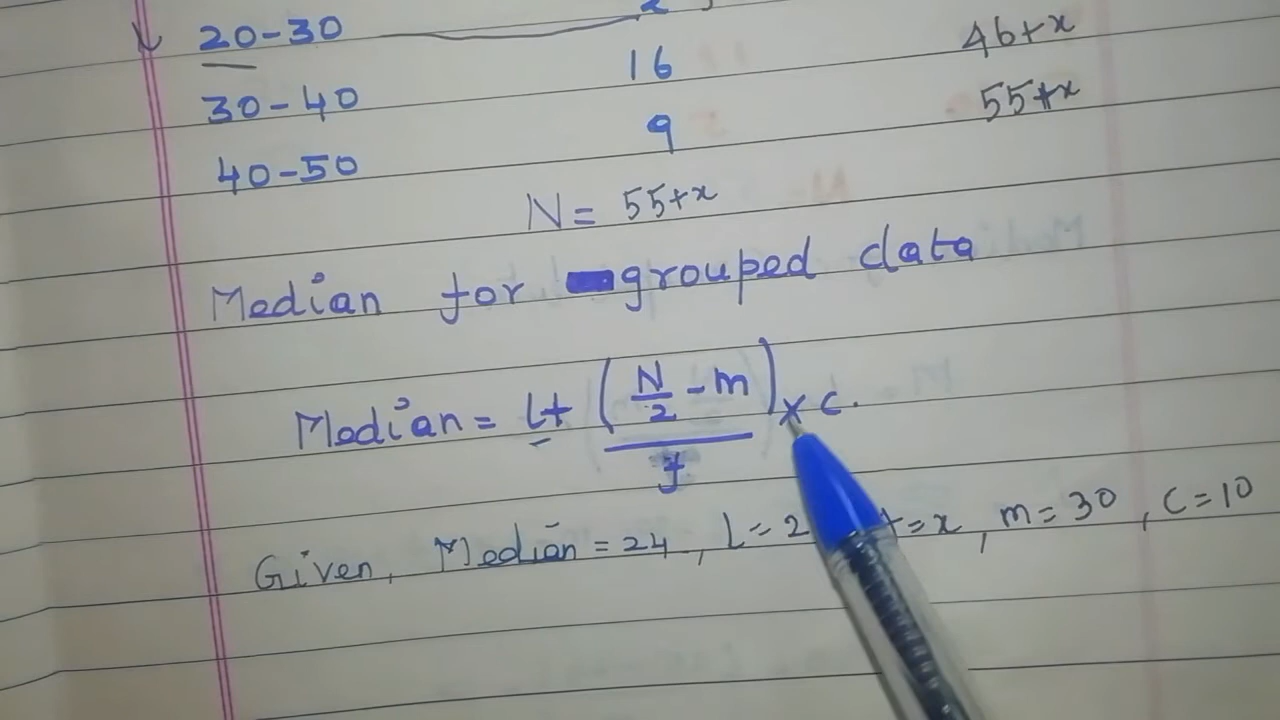 20-30
30-40 16 46+x
40-50 9 55+x
N = 55+x
Median for grouped data
Median = l+ (N/2 - m)/f × c.
Given, Median = 24, L = 2 = x, m = 30, C = 10